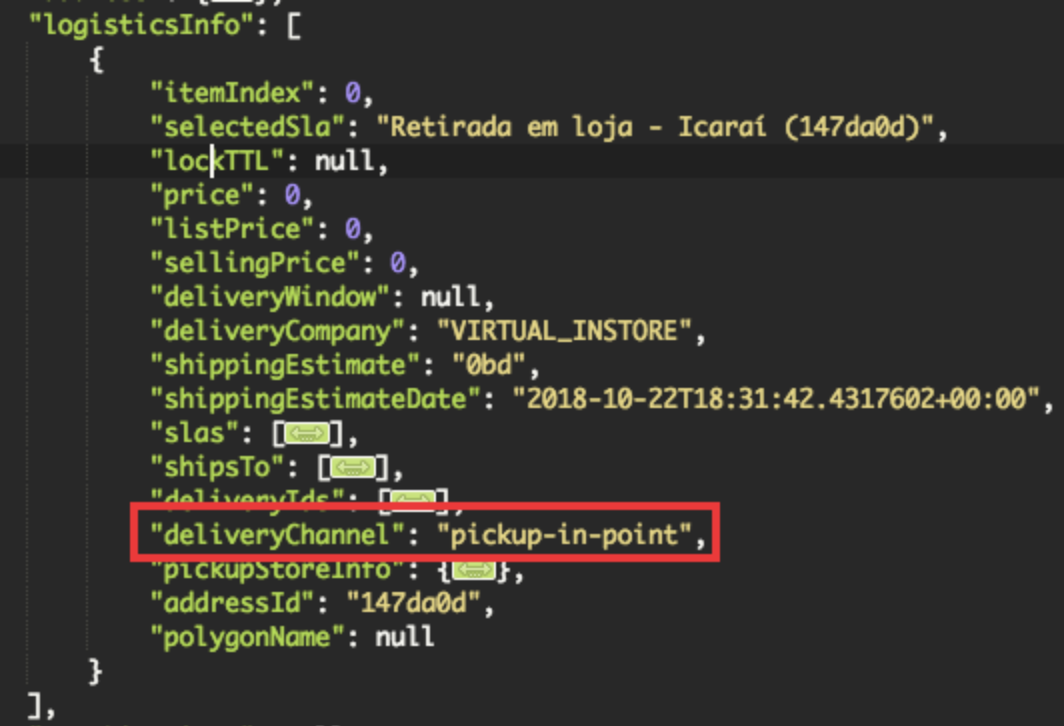 "logisticsInfo": [
{
"itemIndex": 0,
"selectedSla": "Retirada em loja - Icaraí (147da0d)",
"lockTTL": null,
"price": 0,
"listPrice": 0,
"sellingPrice": 0,
"deliveryWindow": null,
"deliveryCompany": "VIRTUAL_INSTORE",
"shippingEstimate": "0bd",
"shippingEstimateDate": "2018-10-22T18:31:42.4317602+00:00",
"slas": [],
"shipsTo": [],
"deliveryIds": [],
"deliveryChannel": "pickup-in-point",
"pickupStoreInfo": {},
"addressId": "147da0d",
"polygonName": null
}
],